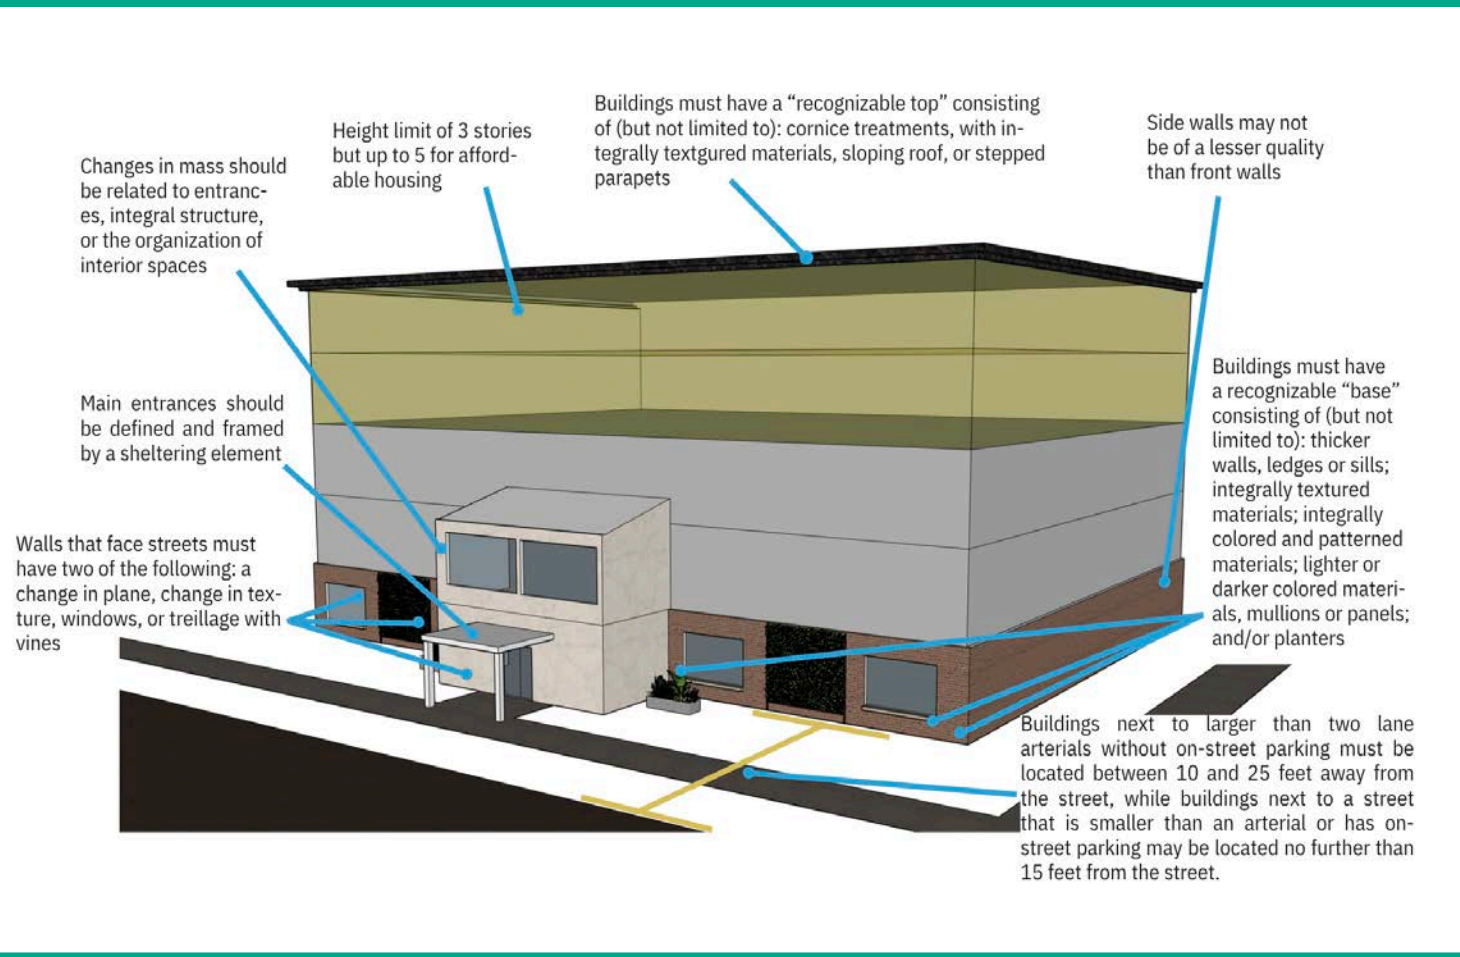 Changes in mass should
be related to entranc-
es, integral structure,
or the organization of
interior spaces
Height limit of 3 stories
but up to 5 for afford-
able housing
Buildings must have a “recognizable top” consisting
of (but not limited to): cornice treatments, with in-
tegrally textgured materials, sloping roof, or stepped
parapets
Side walls may not
be of a lesser quality
than front walls
Main entrances should
be defined and framed
by a sheltering element
Walls that face streets must
have two of the following: a
change in plane, change in tex-
ture, windows, or treillage with
vines
Buildings must have
a recognizable “base”
consisting of (but not
limited to): thicker
walls, ledges or sills;
integrally textured
materials; integrally
colored and patterned
materials; lighter or
darker colored materi-
als, mullions or panels;
and/or planters
Buildings next to larger than two lane
arterials without on-street parking must be
located between 10 and 25 feet away from
the street, while buildings next to a street
that is smaller than an arterial or has on-
street parking may be located no further than
15 feet from the street.